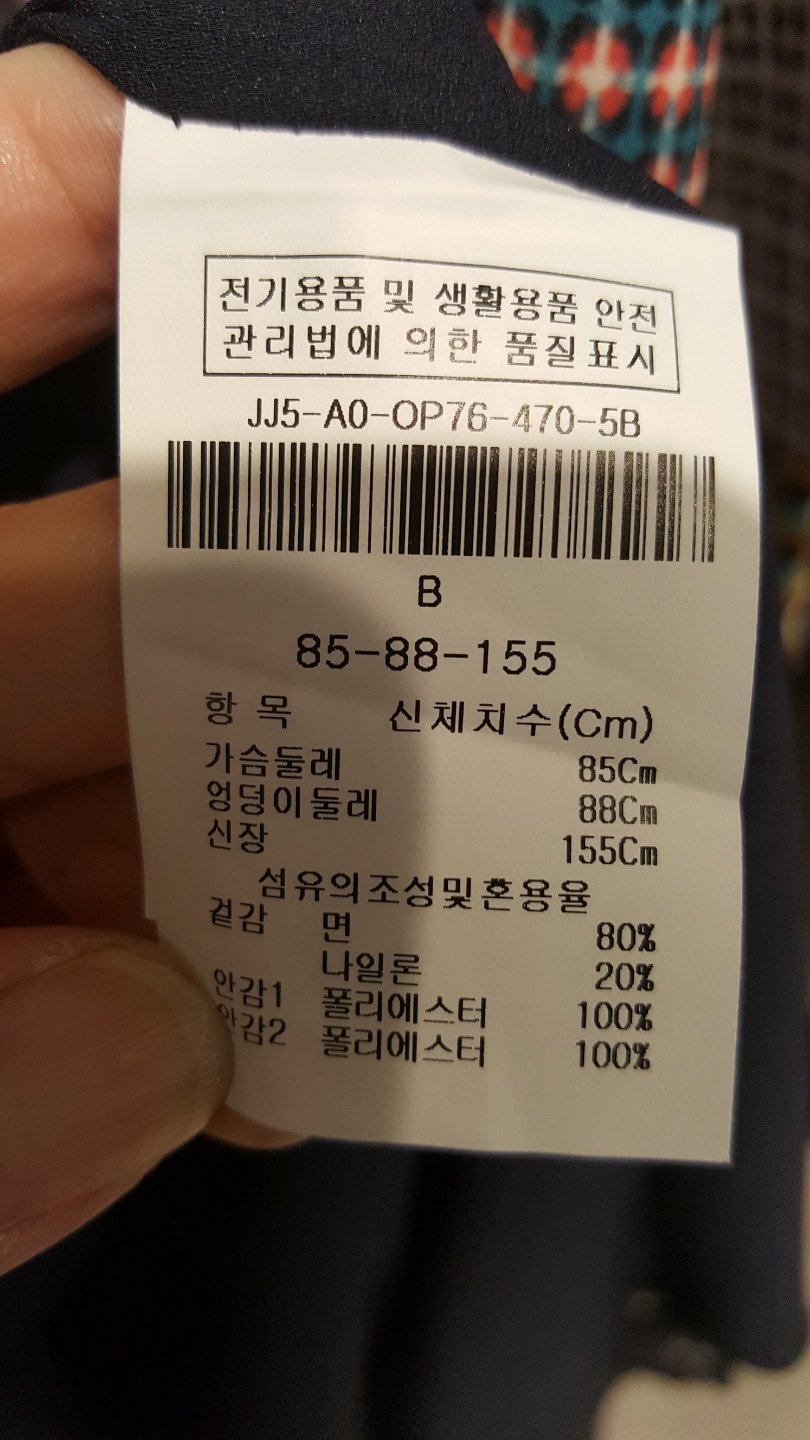 전기용품 및 생활용품 안전
관리법에 의한 품질표시
JJ5-A0-OP76-470-5B
B
85-88-155
항 목 신체치수(Cm)
가슴둘레 85Cm
엉덩이둘레 88Cm
신장 155Cm
섬유의조성및혼용율
겉감 면 80%
나일론 20%
안감1 폴리에스터 100%
안감2 폴리에스터 100%